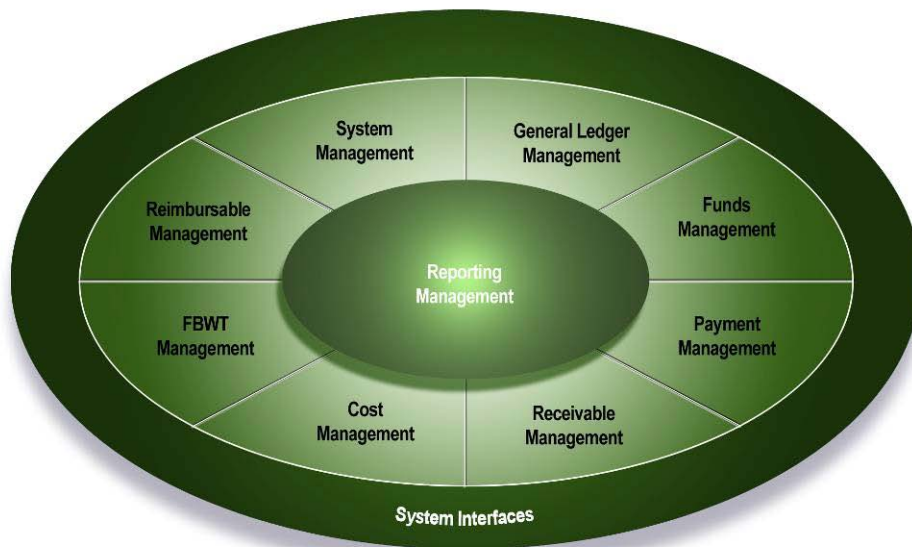 System
Management
General Ledger
Management
Reimbursable
Management
Funds
Management
Reporting
Management
FBWT
Management
Payment
Management
Cost
Management
Receivable
Management
System Interfaces